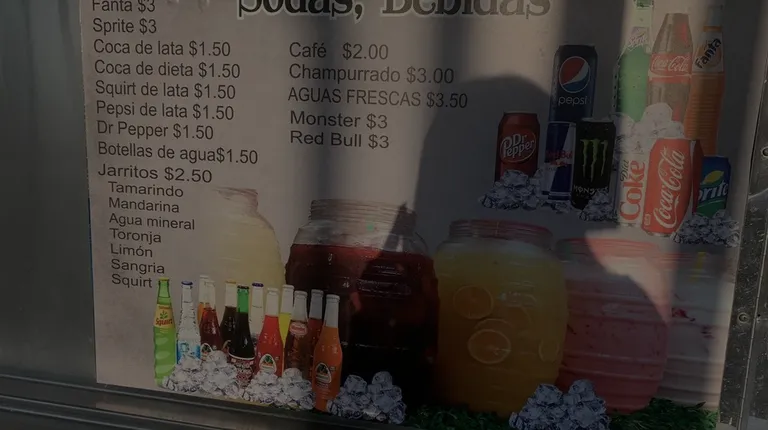 Sodas, Bebidas
Fanta $3
Sprite $3
Coca de lata $1.50
Coca de dieta $1.50
Squirt de lata $1.50
Pepsi de lata $1.50
Dr Pepper $1.50
Botellas de agua$1.50
Jarritos $2.50
Tamarindo
Mandarina
Agua mineral
Toronja
Limón
Sangria
Squirt
Café $2.00
Champurrado $3.00
AGUAS FRESCAS $3.50
Monster $3
Red Bull $3
pepsi
Coca-Cola
Fanta
Dr Pepper
MONSTER
Coke
Coca-Cola
Sprite